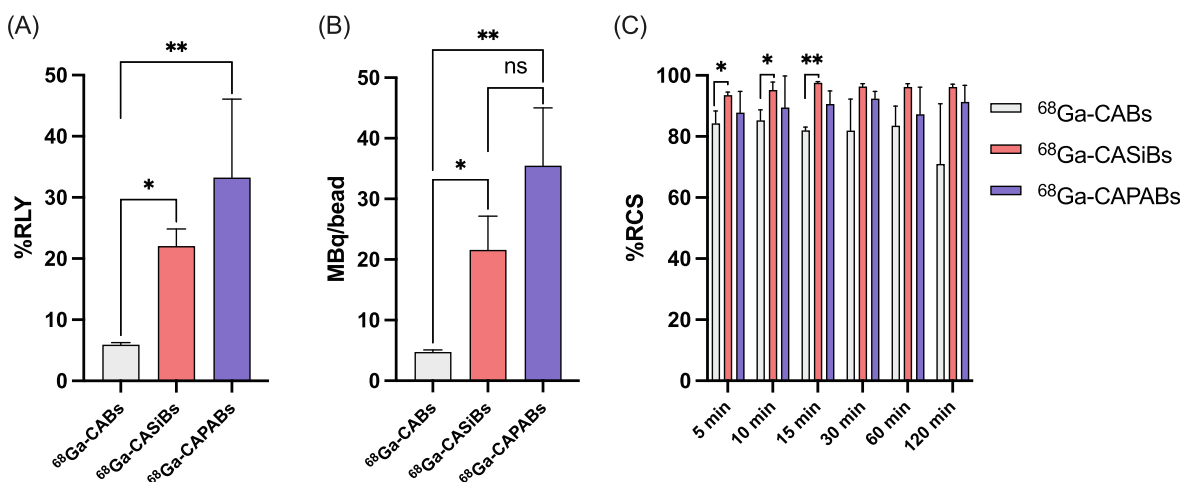 (A)
%RLY
50
40
30
20
10
0
**
*
⁶⁸Ga-CABs
⁶⁸Ga-CASiBs
⁶⁸Ga-CAPABs
(B)
MBq/bead
50
40
30
20
10
0
**
ns
*
⁶⁸Ga-CABs
⁶⁸Ga-CASiBs
⁶⁸Ga-CAPABs
(C)
%RCS
100
80
60
40
20
0
*
*
**
5 min
10 min
15 min
30 min
60 min
120 min
⁶⁸Ga-CABs
⁶⁸Ga-CASiBs
⁶⁸Ga-CAPABs